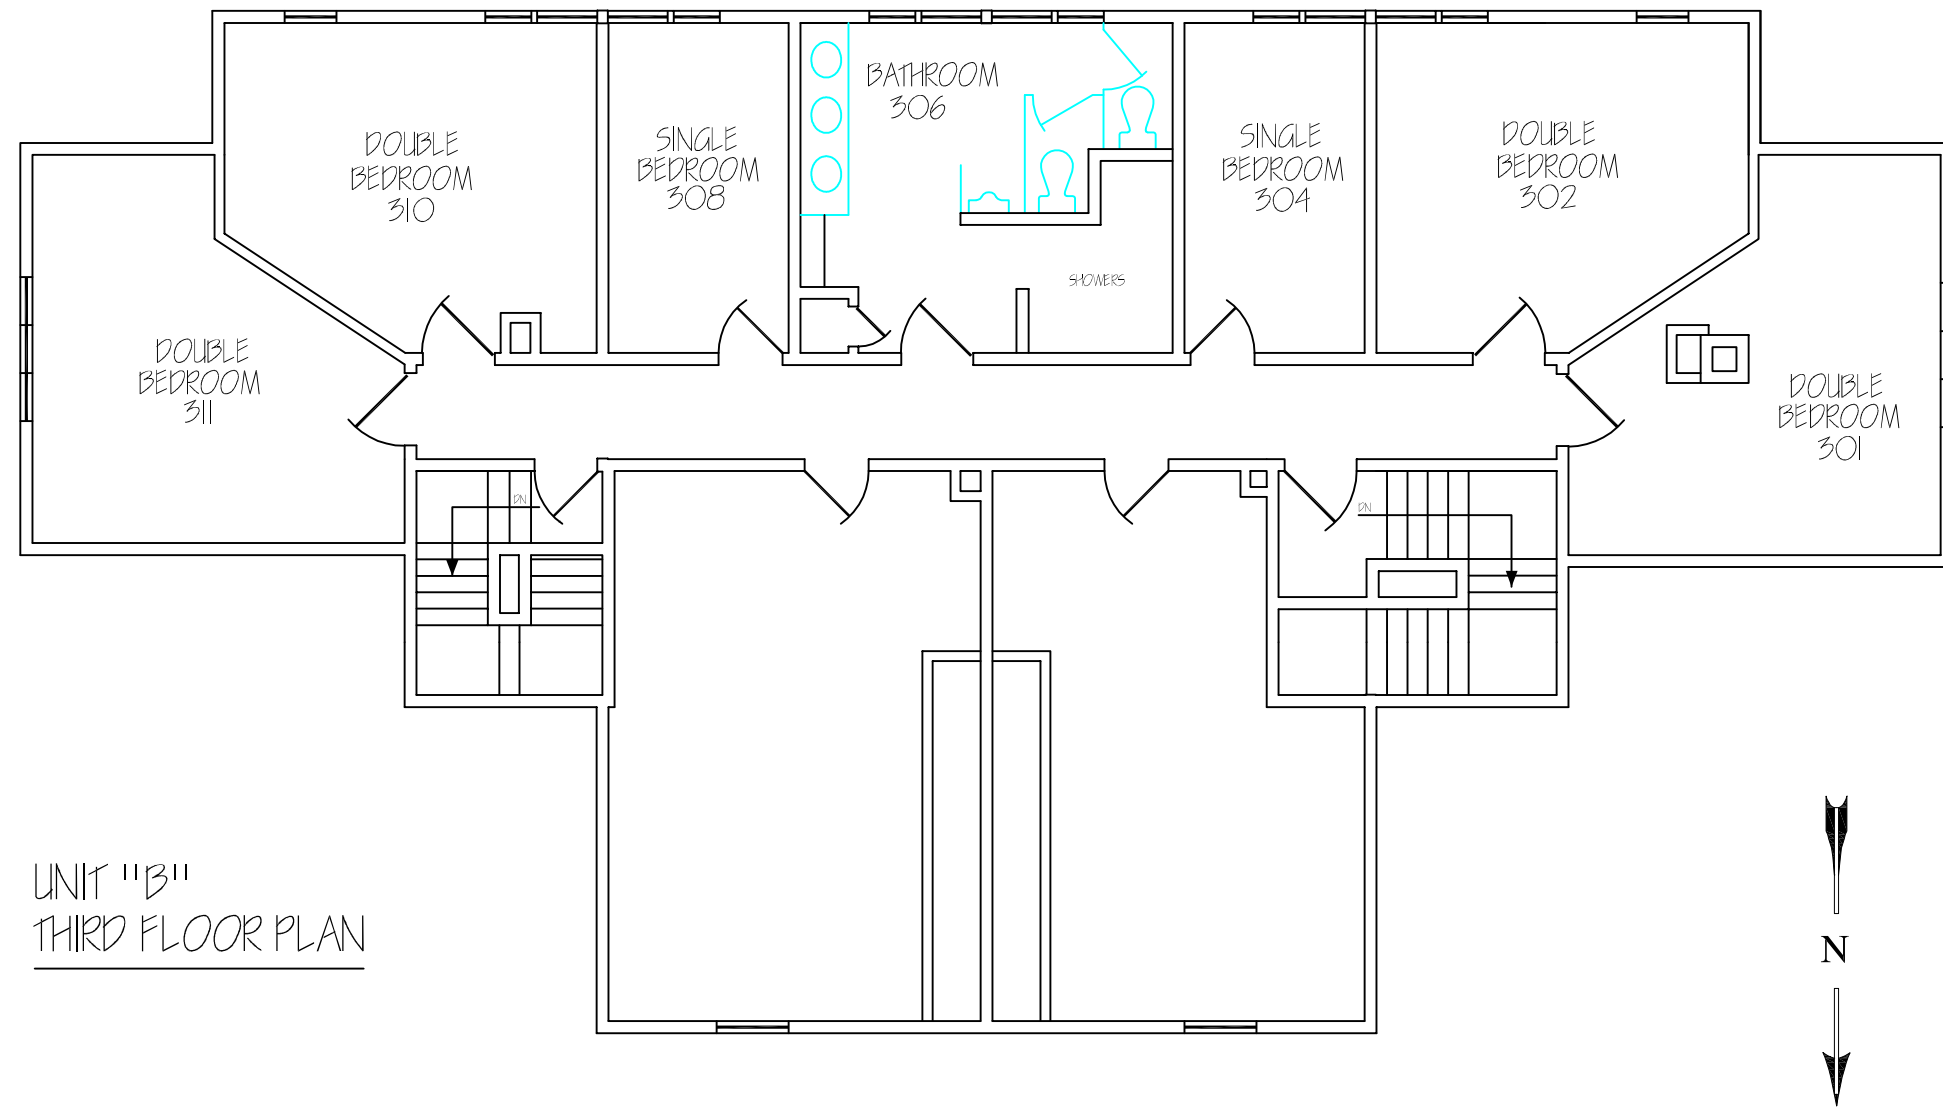 BATHROOM
306
DOUBLE
BEDROOM
310
SINGLE
BEDROOM
308
SINGLE
BEDROOM
304
DOUBLE
BEDROOM
302
SHOWERS
DOUBLE
BEDROOM
311
DOUBLE
BEDROOM
301
DN
DN
UNIT "B"
THIRD FLOOR PLAN
N